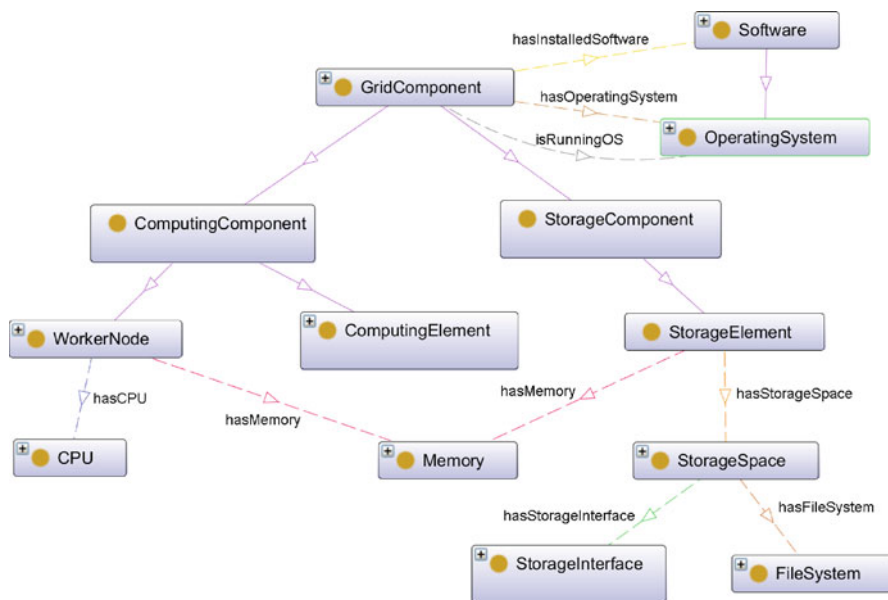 Software
hasInstalledSoftware
GridComponent
hasOperatingSystem
OperatingSystem
isRunningOS
ComputingComponent
StorageComponent
WorkerNode
ComputingElement
StorageElement
hasCPU
hasMemory
hasMemory
hasStorageSpace
CPU
Memory
StorageSpace
hasStorageInterface
hasFileSystem
StorageInterface
FileSystem